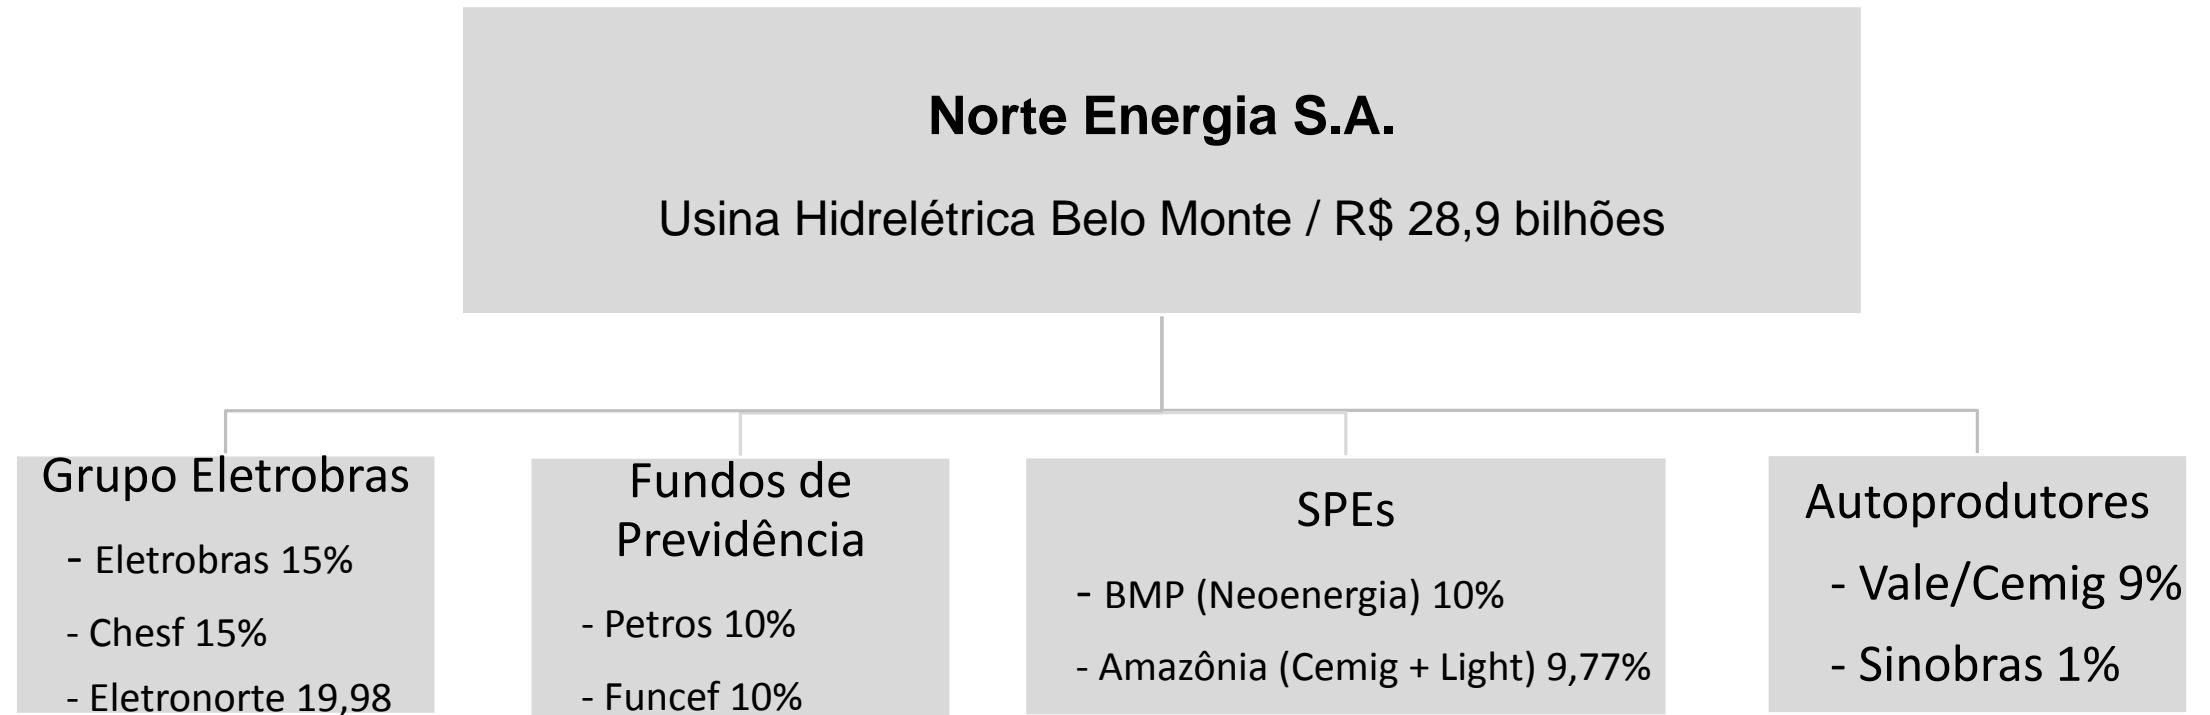 Norte Energia S.A.
Usina Hidrelétrica Belo Monte / R$ 28,9 bilhões
Grupo Eletrobras
- Eletrobras 15%
- Chesf 15%
- Eletronorte 19,98
Fundos de
Previdência
- Petros 10%
- Funcef 10%
SPEs
- BMP (Neoenergia) 10%
- Amazônia (Cemig + Light) 9,77%
Autoprodutores
- Vale/Cemig 9%
- Sinobras 1%